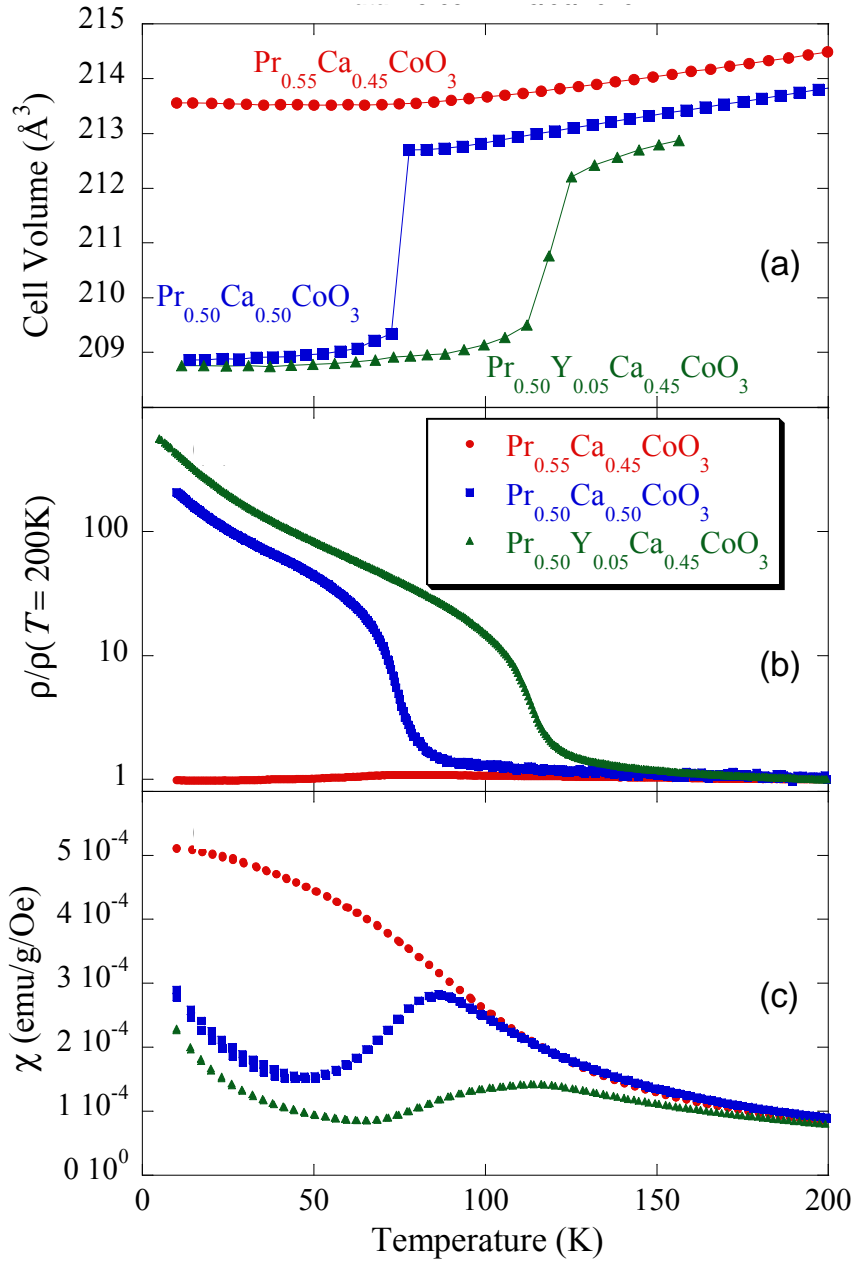 215
Pr0.55Ca0.45CoO3
214
213
212
Cell Volume (Å3)
211
(a)
210
Pr0.50Ca0.50CoO3
209
Pr0.50Y0.05Ca0.45CoO3
Pr0.55Ca0.45CoO3
Pr0.50Ca0.50CoO3
Pr0.50Y0.05Ca0.45CoO3
100
ρ/ρ(T= 200K)
10
(b)
1
5 10-4
4 10-4
χ (emu/g/Oe)
3 10-4
(c)
2 10-4
1 10-4
0 100
0 50 100 150 200
Temperature (K)